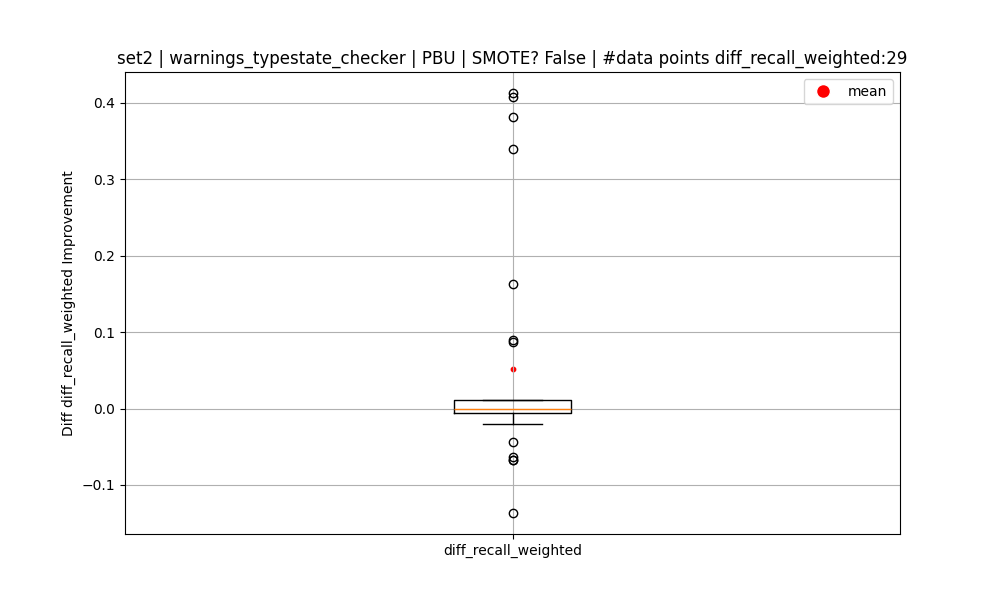 set2 | warnings_typestate_checker | PBU | SMOTE? False | #data points diff_recall_weighted:29
mean
0.4
0.3
0.2
0.1
0.0
−0.1
Diff diff_recall_weighted Improvement
diff_recall_weighted